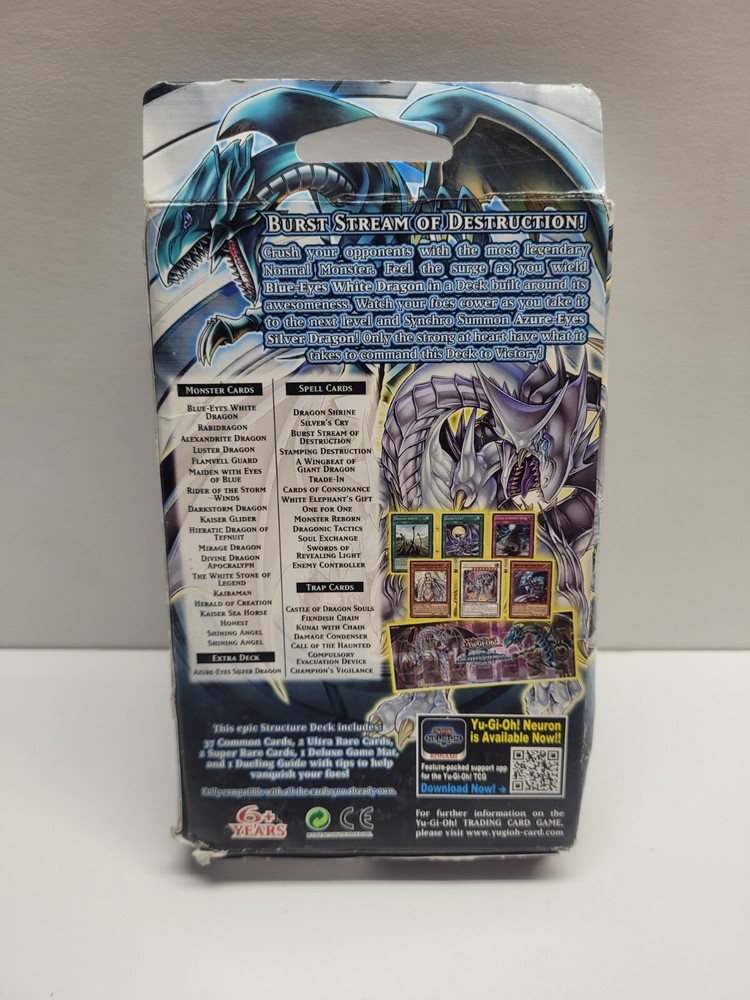 BURST STREAM OF DESTRUCTION!
Crush your opponents with the most legendary
Normal Monster. Feel the surge as you wield
Blue-Eyes White Dragon in a Deck built around its
awesomeness. Watch your foes cower as you take it
to the next level and Synchro Summon Azure-Eyes
Silver Dragon! Only the strong at heart have what it
takes to command this Deck to Victory!
MONSTER CARDS
BLUE-EYES WHITE
DRAGON
RABIDRAGON
ALEXANDRITE DRAGON
LUSTER DRAGON
FLAMVELL GUARD
MAIDEN WITH EYES
OF BLUE
RIDER OF THE STORM
WINDS
DARKSTORM DRAGON
KAISER GLIDER
HIERATIC DRAGON OF
TEFNUIT
MIRAGE DRAGON
DIVINE DRAGON
APOCRALYPH
THE WHITE STONE OF
LEGEND
KAIBAMAN
HERALD OF CREATION
KAISER SEA HORSE
HONEST
SHINING ANGEL
SHINING ANGEL
EXTRA DECK
AZURE-EYES SILVER DRAGON
SPELL CARDS
DRAGON SHRINE
SILVER'S CRY
BURST STREAM OF
DESTRUCTION
STAMPING DESTRUCTION
A WINGBEAT OF
GIANT DRAGON
TRADE-IN
CARDS OF CONSONANCE
WHITE ELEPHANT'S GIFT
ONE FOR ONE
MONSTER REBORN
DRAGONIC TACTICS
SOUL EXCHANGE
SWORDS OF
REVEALING LIGHT
ENEMY CONTROLLER
TRAP CARDS
CASTLE OF DRAGON SOULS
FIENDISH CHAIN
KUNAI WITH CHAIN
DAMAGE CONDENSER
CALL OF THE HAUNTED
COMPULSORY
EVACUATION DEVICE
CHAMPION'S VIGILANCE
Yu-Gi-Oh!
This epic Structure Deck includes:
37 Common Cards, 2 Ultra Rare Cards,
2 Super Rare Cards, 1 Deluxe Game Mat,
and 1 Dueling Guide with tips to help
vanquish your foes!
Fully compatible with all the cards you already own.
6+
YEARS
CE
NEURON
KONAMI
Yu-Gi-Oh! Neuron
is Available Now!!
Feature-packed support app
for the Yu-Gi-Oh! TCG
Download Now! →
For further information on the
Yu-Gi-Oh! TRADING CARD GAME,
please visit www.yugioh-card.com